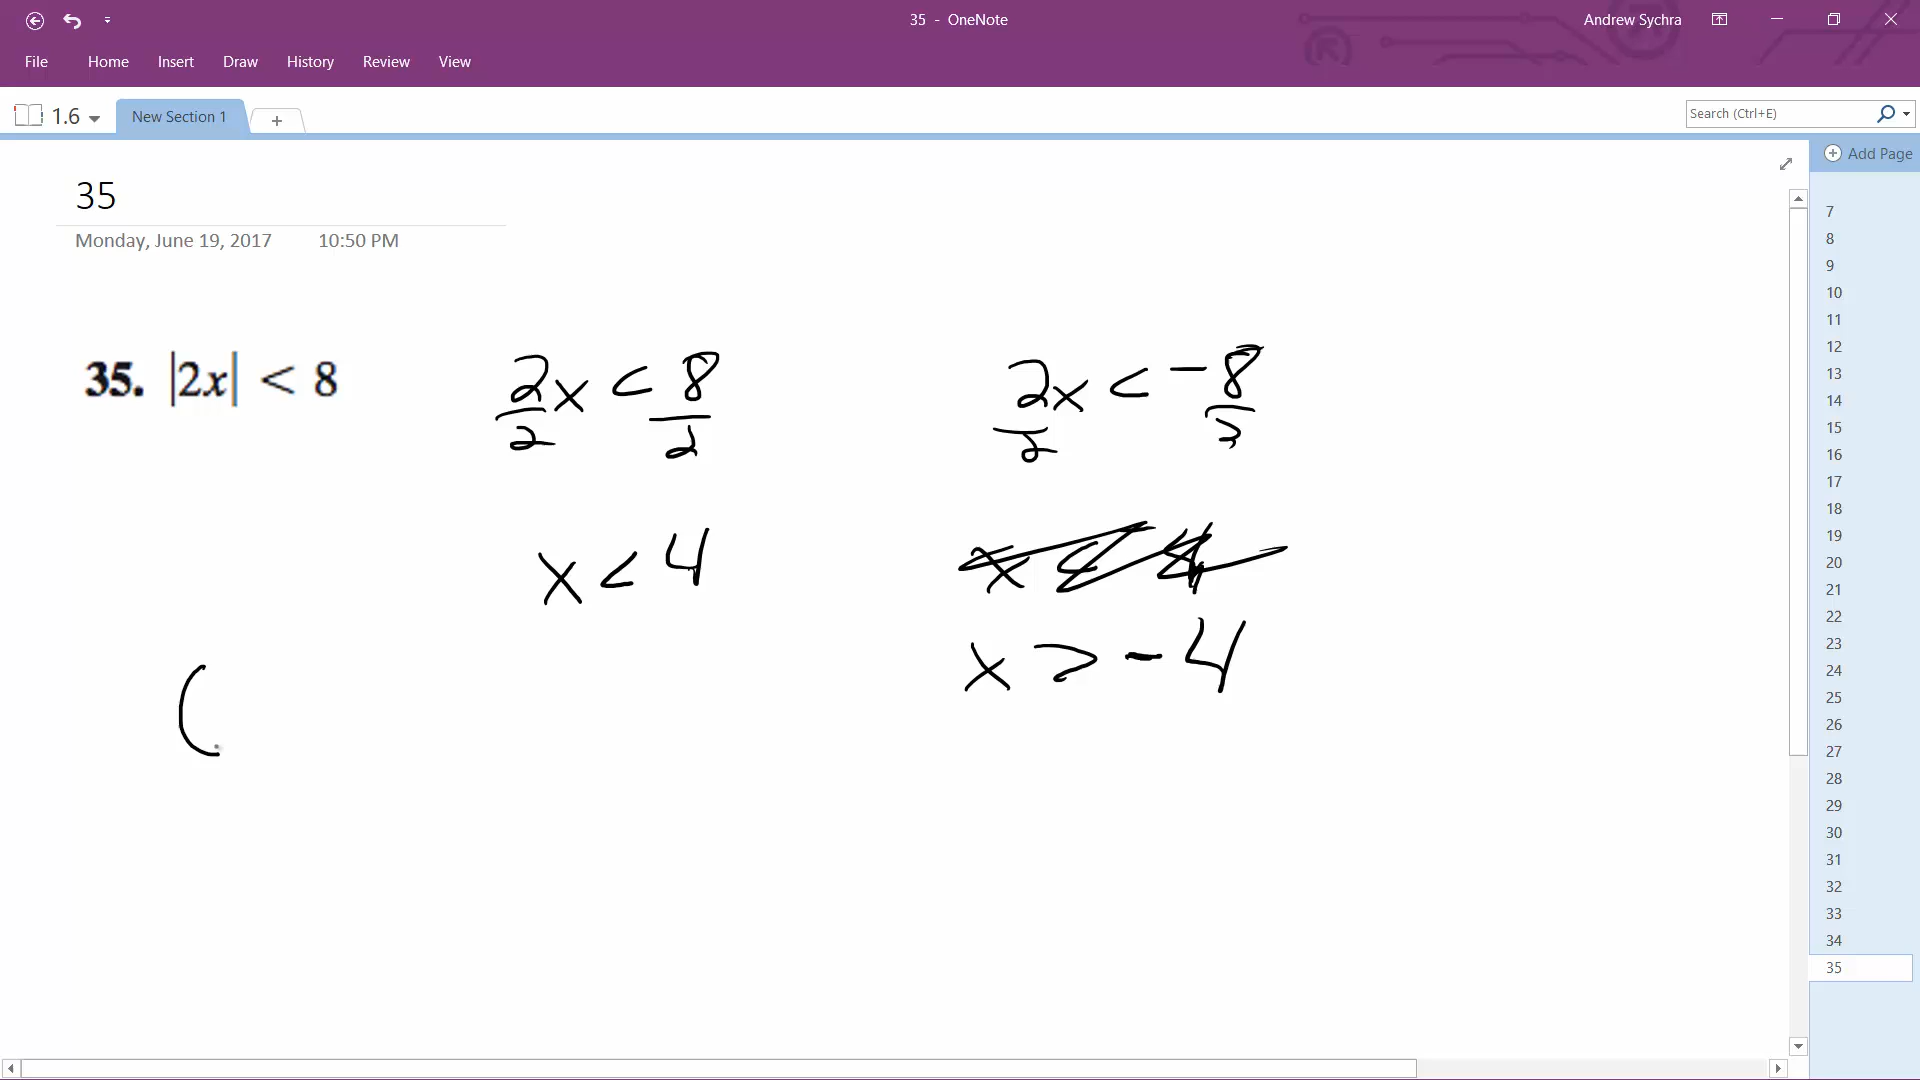 35 - OneNote
Andrew Sychra
File Home Insert Draw History Review View
1.6 New Section 1 +
Search (Ctrl+E)
Add Page
35
Monday, June 19, 2017 10:50 PM
35. |2x| < 8
2x < 8
2 2
x < 4
2x < -8
2 2
x > -4
(
7
8
9
10
11
12
13
14
15
16
17
18
19
20
21
22
23
24
25
26
27
28
29
30
31
32
33
34
35